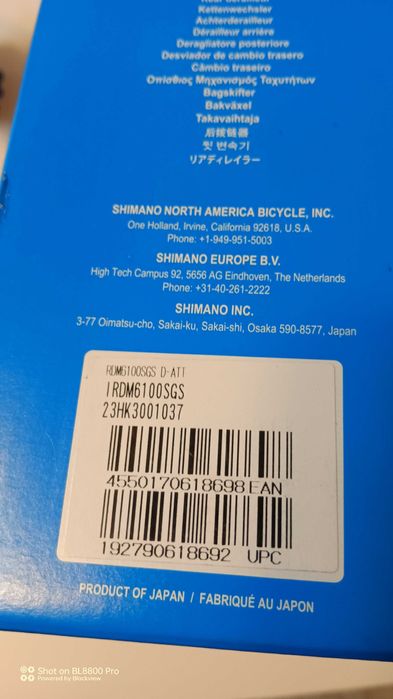 Rear derailleur
Kettenwechsler
Achterderailleur
Dérailleur arrière
Deragliatore posteriore
Desviador de cambio trasero
Câmbio traseiro
Οπίσθιος Μηχανισμός Ταχυτήτων
Bagskifter
Bakväxel
Takavaihtaja
后拨链器
뒷 변속기
リアディレイラー
SHIMANO NORTH AMERICA BICYCLE, INC.
One Holland, Irvine, California 92618, U.S.A.
Phone: +1-949-951-5003
SHIMANO EUROPE B.V.
High Tech Campus 92, 5656 AG Eindhoven, The Netherlands
Phone: +31-40-261-2222
SHIMANO INC.
3-77 Oimatsu-cho, Sakai-ku, Sakai-shi, Osaka 590-8577, Japan
RDM6100SGS D-ATT
IRDM6100SGS
23HK3001037
4550170618698 EAN
192790618692 UPC
PRODUCT OF JAPAN / FABRIQUÉ AU JAPON
Shot on BL8800 Pro
Powered by Blackview